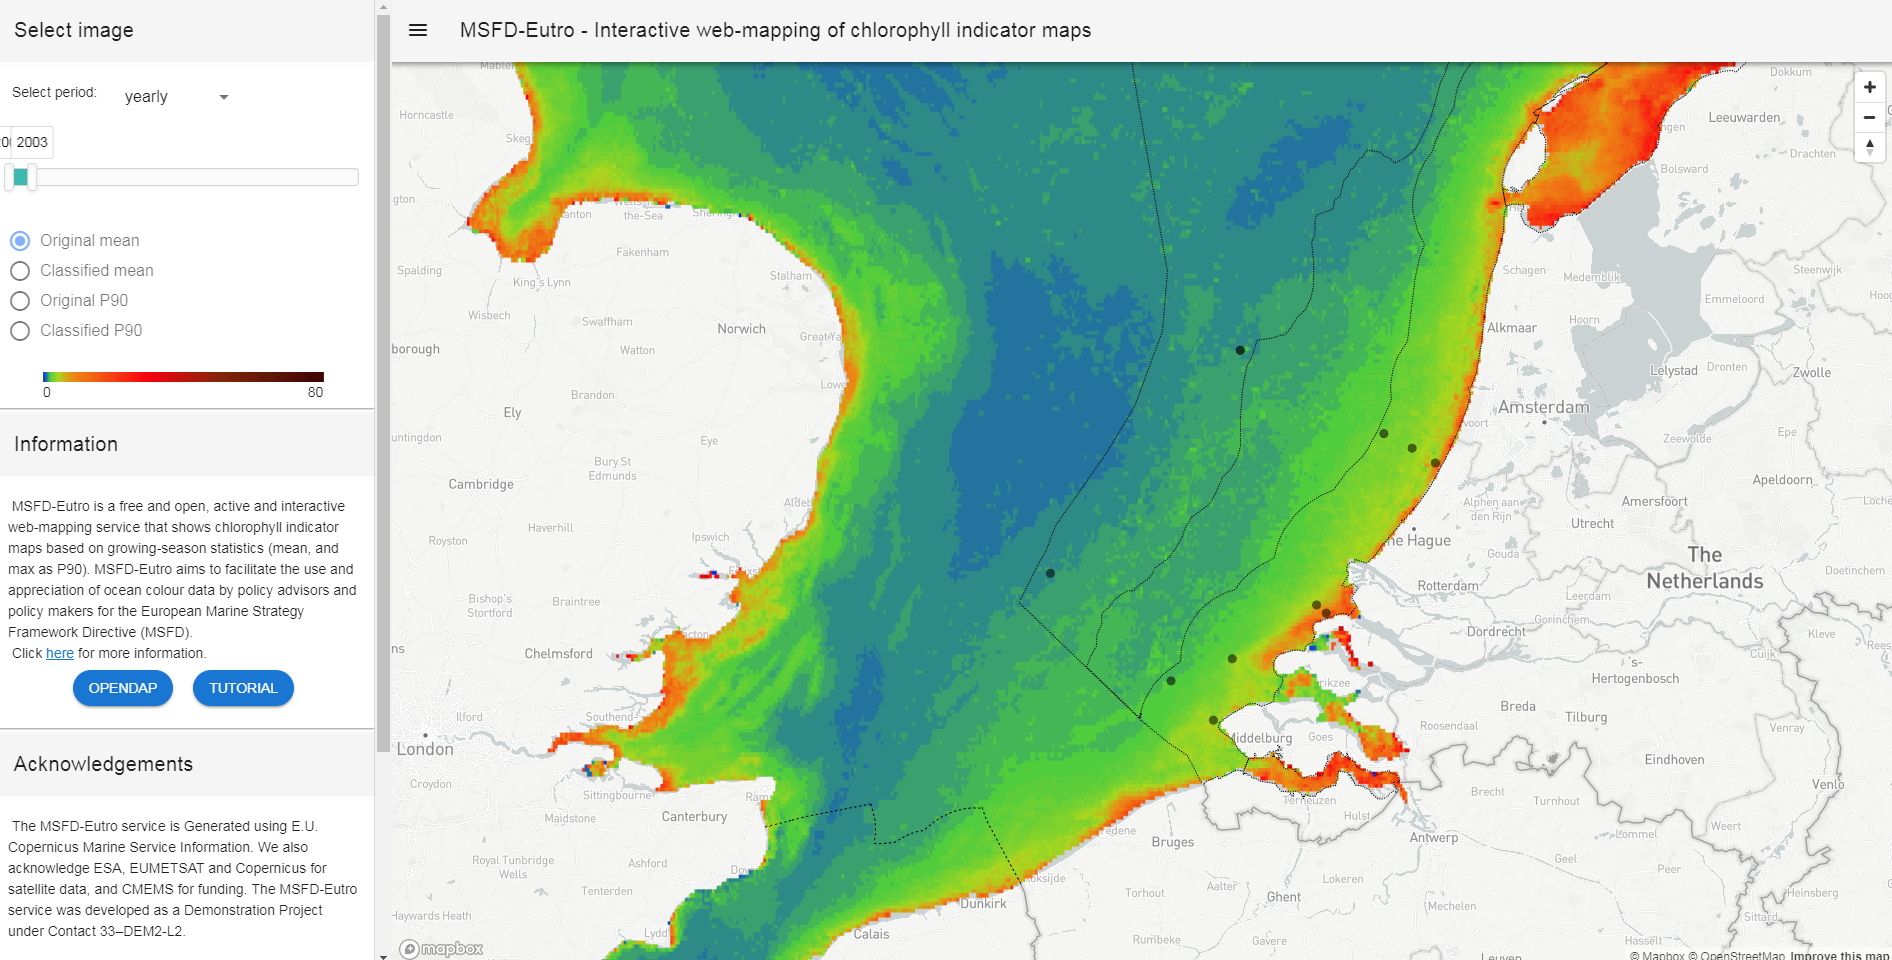 Select image
Select period:
yearly
2003
Original mean
Classified mean
Original P90
Classified P90
0
80
Information
MSFD-Eutro is a free and open, active and interactive
web-mapping service that shows chlorophyll indicator
maps based on growing-season statistics (mean, and
max as P90). MSFD-Eutro aims to facilitate the use and
appreciation of ocean colour data by policy advisors and
policy makers for the European Marine Strategy
Framework Directive (MSFD).
Click here for more information.
OPENDAP
TUTORIAL
Acknowledgements
The MSFD-Eutro service is Generated using E.U.
Copernicus Marine Service Information. We also
acknowledge ESA, EUMETSAT and Copernicus for
satellite data, and CMEMS for funding. The MSFD-Eutro
service was developed as a Demonstration Project
under Contact 33–DEM2-L2.
MSFD-Eutro - Interactive web-mapping of chlorophyll indicator maps
Dokkum
Horncastle
Leeuwarden
Drachten
Bolsward
the-Sea
Fakenham
Spalding
Stalham
King's Lynn
Schagen
Medemblik
Steenwijk
Emmeloord
Wisbech
Swaffham
Norwich
Hoorn
Alkmaar
Watton
Lelystad
Dronten
Zwolle
Brandon
Ely
Amsterdam
Eye
Zeewolde
Epe
Bury St
Edmunds
Cambridge
Apeldoorn
Amersfoort
Alphen aan
den Rijn
Haverhill
Utrecht
Royston
Ipswich
The Hague
Gouda
The
Netherlands
Doetinchem
Rotterdam
Bishop's
Stortford
Braintree
Leerdam
Gorinchem
Dordrecht
Kleve
Chelmsford
Cuijk
's-
Hertogenbosch
Breda
Tilburg
Ilford
Southend-
Roosendaal
Venray
London
Middelburg
Goes
Eindhoven
Croydon
Sittingbourne
Venlo
Brecht
Turnhout
Terneuzen
Maidstone
Canterbury
Hulst
Weert
Lommel
Bruges
Antwerp
Royal Tunbridge
Wells
Ashford
Geel
Peer
Lokeren
Aalter
Torhout
Heinsberg
Tenterden
Ghent
Dunkirk
Mechelen
Haywards Heath
Sittard
Lydd
Calais
Rumbeke
Gavere
Hasselt
Leuven
mapbox
© Mapbox © OpenStreetMap Improve this map